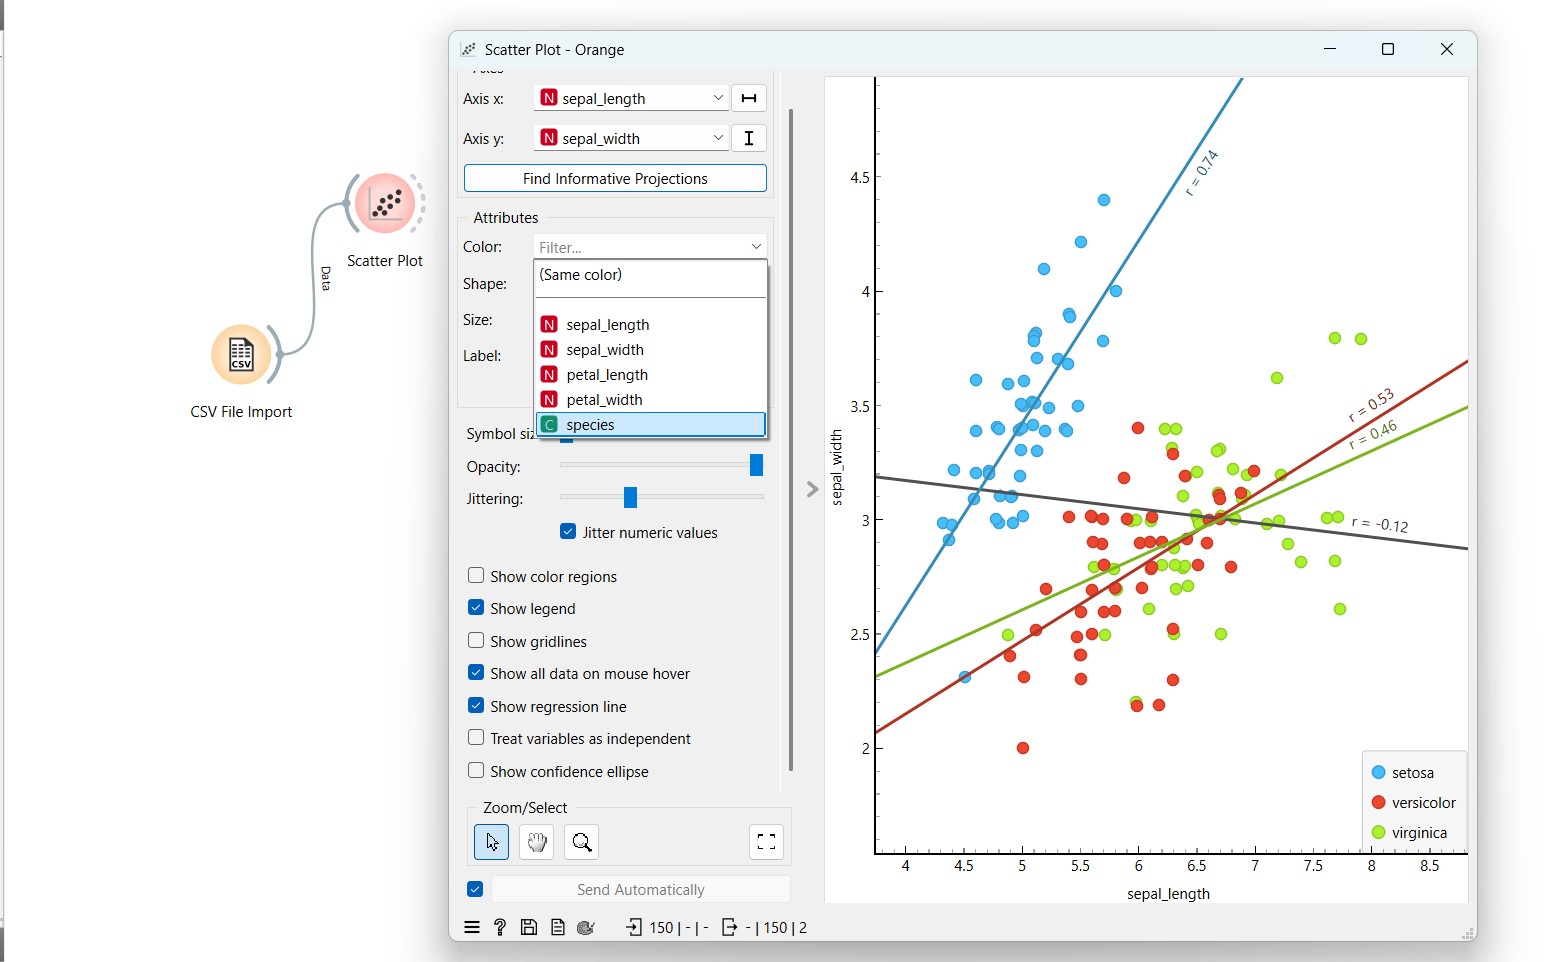 Scatter Plot - Orange
Axes
Axis x: N sepal_length
Axis y: N sepal_width
Find Informative Projections
Attributes
Color: Filter...
(Same color)
Shape:
Size:
Label:
N sepal_length
N sepal_width
N petal_length
N petal_width
C species
Symbol siz
Opacity:
Jittering:
Jitter numeric values
Show color regions
Show legend
Show gridlines
Show all data on mouse hover
Show regression line
Treat variables as independent
Show confidence ellipse
Zoom/Select
Send Automatically
150 | - | - - | 150 | 2
Scatter Plot
Data
CSV
CSV File Import
r = 0.74
r = 0.53
r = 0.46
r = -0.12
4.5
4
3.5
3
2.5
2
sepal_width
4 4.5 5 5.5 6 6.5 7 7.5 8 8.5
sepal_length
setosa
versicolor
virginica